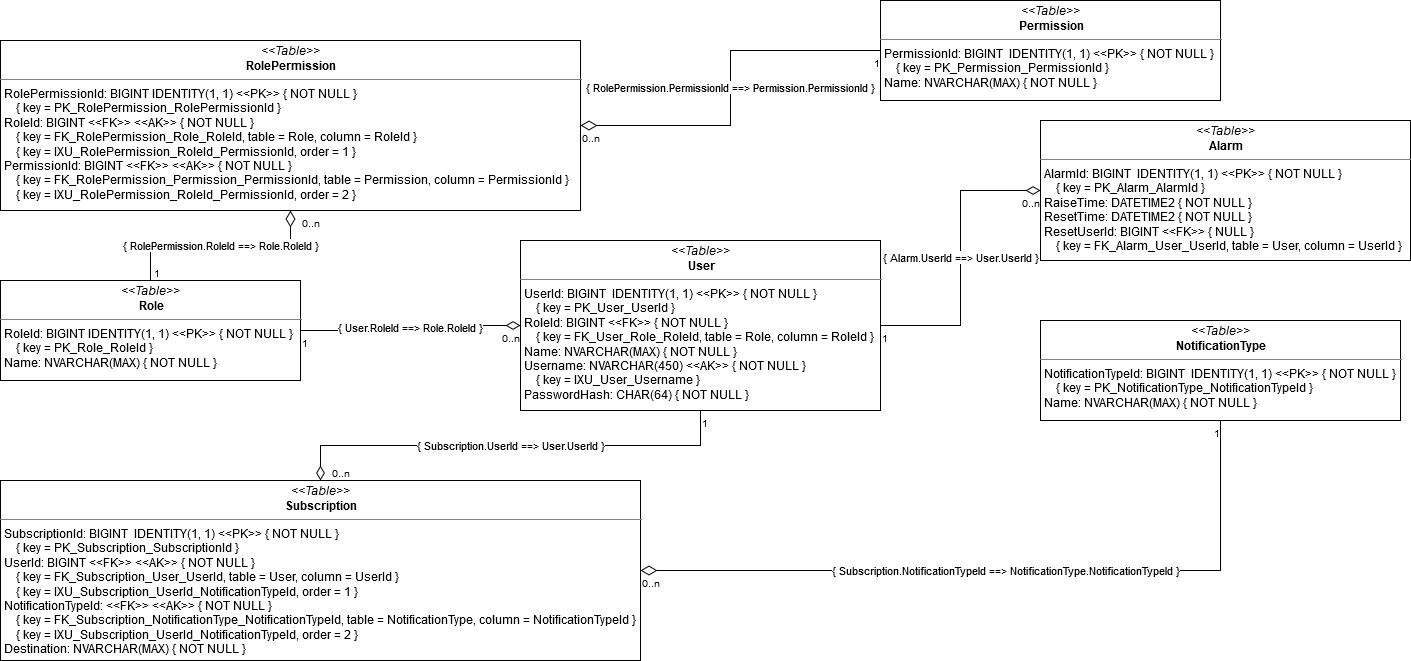 <<Table>>
Permission
PermissionId: BIGINT IDENTITY(1, 1) <<PK>> { NOT NULL }
{ key = PK_Permission_PermissionId }
Name: NVARCHAR(MAX) { NOT NULL }
<<Table>>
RolePermission
RolePermissionId: BIGINT IDENTITY(1, 1) <<PK>> { NOT NULL }
{ key = PK_RolePermission_RolePermissionId }
RoleId: BIGINT <<FK>> <<AK>> { NOT NULL }
{ key = FK_RolePermission_Role_RoleId, table = Role, column = RoleId }
{ key = IXU_RolePermission_RoleId_PermissionId, order = 1 }
PermissionId: BIGINT <<FK>> <<AK>> { NOT NULL }
{ key = FK_RolePermission_Permission_PermissionId, table = Permission, column = PermissionId }
{ key = IXU_RolePermission_RoleId_PermissionId, order = 2 }
1
{ RolePermission.PermissionId ==> Permission.PermissionId }
0..n
<<Table>>
Alarm
AlarmId: BIGINT IDENTITY(1, 1) <<PK>> { NOT NULL }
{ key = PK_Alarm_AlarmId }
RaiseTime: DATETIME2 { NOT NULL }
ResetTime: DATETIME2 { NOT NULL }
ResetUserId: BIGINT <<FK>> { NULL }
{ key = FK_Alarm_User_UserId, table = User, column = UserId }
0..n
{ Alarm.UserId ==> User.UserId }
1
0..n
{ RolePermission.RoleId ==> Role.RoleId }
1
<<Table>>
Role
RoleId: BIGINT IDENTITY(1, 1) <<PK>> { NOT NULL }
{ key = PK_Role_RoleId }
Name: NVARCHAR(MAX) { NOT NULL }
1
{ User.RoleId ==> Role.RoleId }
0..n
<<Table>>
User
UserId: BIGINT IDENTITY(1, 1) <<PK>> { NOT NULL }
{ key = PK_User_UserId }
RoleId: BIGINT <<FK>> { NOT NULL }
{ key = FK_User_Role_RoleId, table = Role, column = RoleId }
Name: NVARCHAR(MAX) { NOT NULL }
Username: NVARCHAR(450) <<AK>> { NOT NULL }
{ key = IXU_User_Username }
PasswordHash: CHAR(64) { NOT NULL }
<<Table>>
NotificationType
NotificationTypeId: BIGINT IDENTITY(1, 1) <<PK>> { NOT NULL }
{ key = PK_NotificationType_NotificationTypeId }
Name: NVARCHAR(MAX) { NOT NULL }
1
{ Subscription.UserId ==> User.UserId }
0..n
<<Table>>
Subscription
SubscriptionId: BIGINT IDENTITY(1, 1) <<PK>> { NOT NULL }
{ key = PK_Subscription_SubscriptionId }
UserId: BIGINT <<FK>> <<AK>> { NOT NULL }
{ key = FK_Subscription_User_UserId, table = User, column = UserId }
{ key = IXU_Subscription_UserId_NotificationTypeId, order = 1 }
NotificationTypeId: <<FK>> <<AK>> { NOT NULL }
{ key = FK_Subscription_NotificationType_NotificationTypeId, table = NotificationType, column = NotificationTypeId }
{ key = IXU_Subscription_UserId_NotificationTypeId, order = 2 }
Destination: NVARCHAR(MAX) { NOT NULL }
1
{ Subscription.NotificationTypeId ==> NotificationType.NotificationTypeId }
0..n